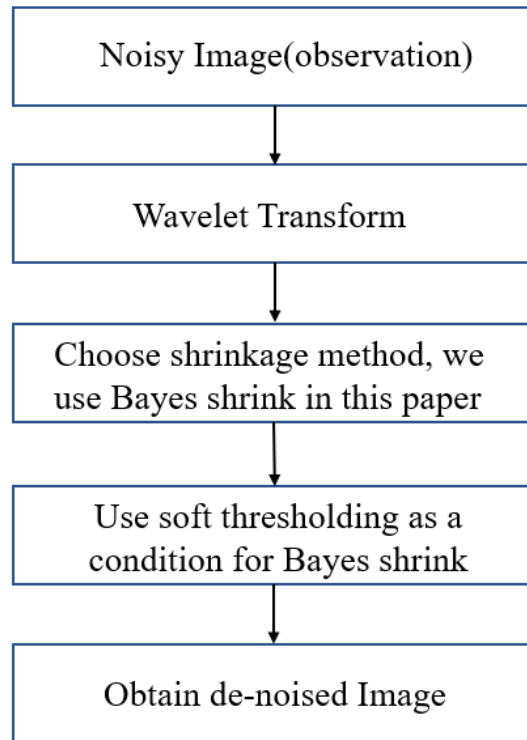 Noisy Image(observation)
Wavelet Transform
Choose shrinkage method, we
use Bayes shrink in this paper
Use soft thresholding as a
condition for Bayes shrink
Obtain de-noised Image